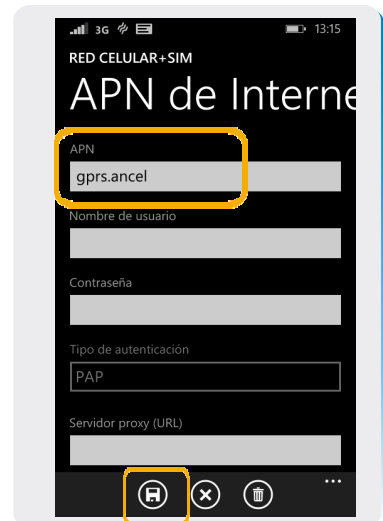 3G 13:15
RED CELULAR+SIM
APN de Interne
APN
gprs.ancel
Nombre de usuario
Contraseña
Tipo de autenticación
PAP
Servidor proxy (URL)
...